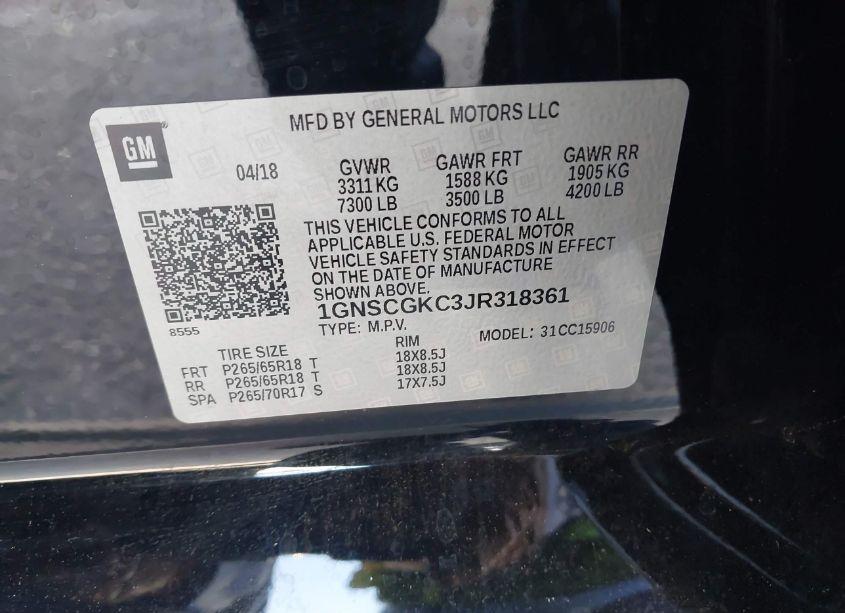 MFD BY GENERAL MOTORS LLC
GM
04/18
GVWR GAWR FRT GAWR RR
3311 KG 1588 KG 1905 KG
7300 LB 3500 LB 4200 LB
THIS VEHICLE CONFORMS TO ALL
APPLICABLE U.S. FEDERAL MOTOR
VEHICLE SAFETY STANDARDS IN EFFECT
ON THE DATE OF MANUFACTURE
SHOWN ABOVE.
8555
1GNSCGKC3JR318361
TYPE: M.P.V. MODEL: 31CC15906
TIRE SIZE RIM
FRT P265/65R18 T 18X8.5J
RR P265/65R18 T 18X8.5J
SPA P265/70R17 S 17X7.5J